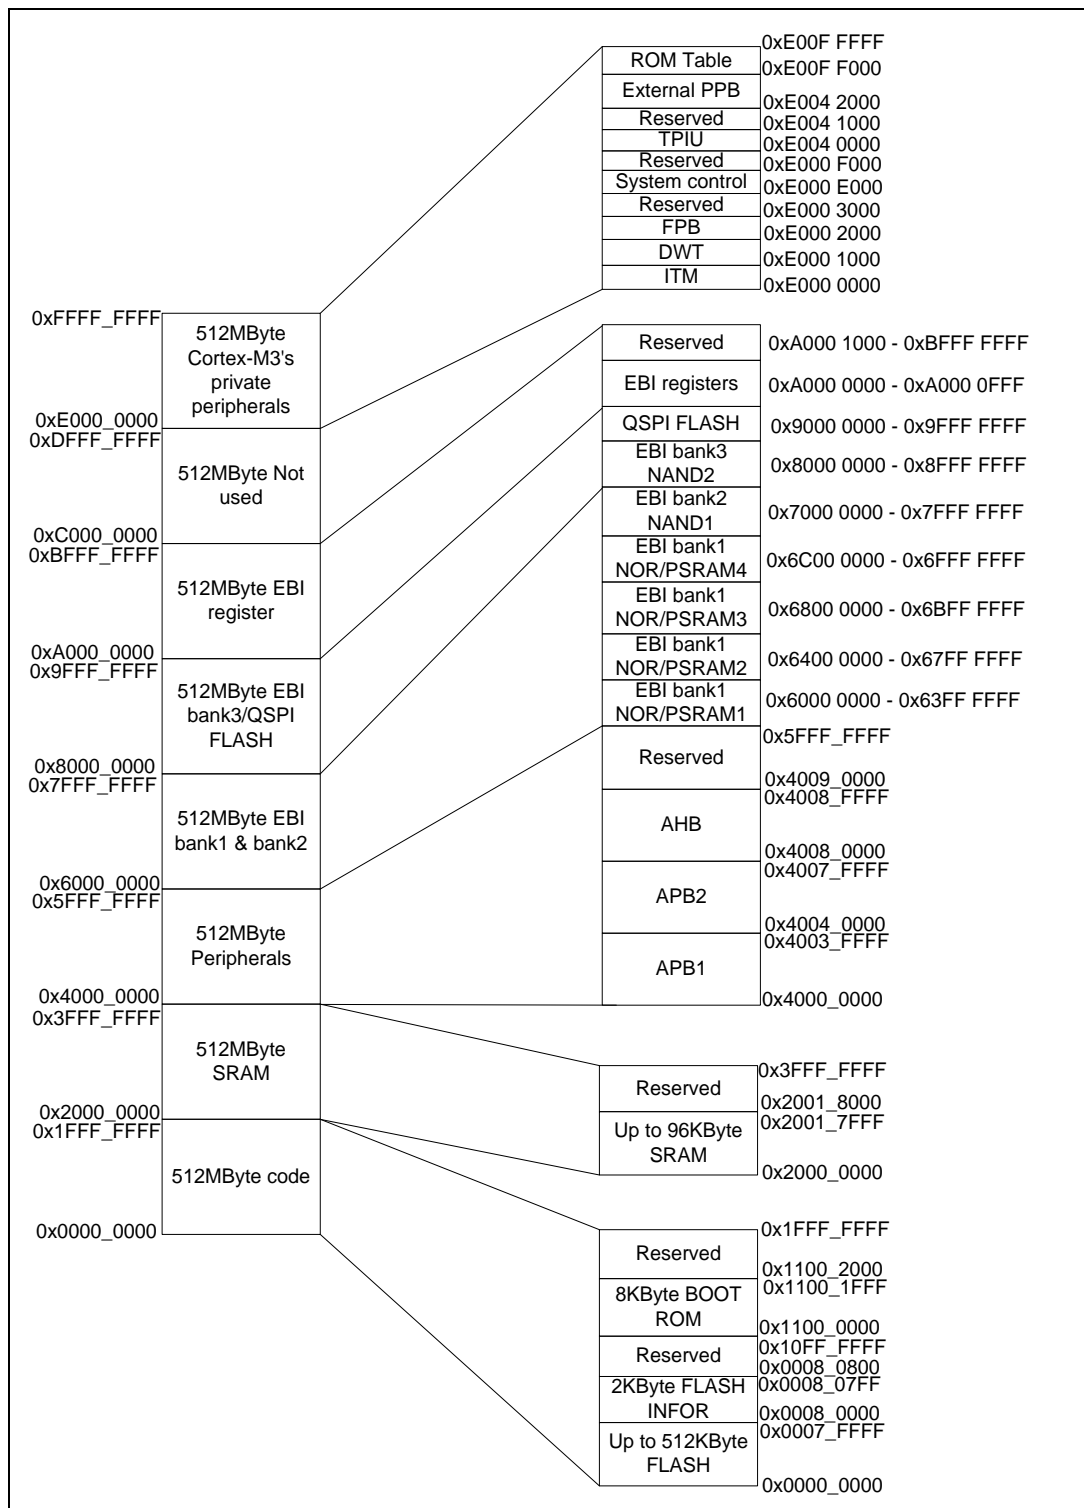 0xE00F FFFF
ROM Table
0xE00F F000
External PPB
0xE004 2000
Reserved
0xE004 1000
TPIU
0xE004 0000
Reserved
0xE000 F000
System control
0xE000 E000
Reserved
0xE000 3000
FPB
0xE000 2000
DWT
0xE000 1000
ITM
0xE000 0000
0xFFFF_FFFF
512MByte
Cortex-M3's
private
peripherals
0xE000_0000
0xDFFF_FFFF
512MByte Not
used
0xC000_0000
0xBFFF_FFFF
512MByte EBI
register
0xA000_0000
0x9FFF_FFFF
512MByte EBI
bank3/QSPI
FLASH
0x8000_0000
0x7FFF_FFFF
512MByte EBI
bank1 & bank2
0x6000_0000
0x5FFF_FFFF
512MByte
Peripherals
0x4000_0000
0x3FFF_FFFF
512MByte
SRAM
0x2000_0000
0x1FFF_FFFF
512MByte code
0x0000_0000
Reserved
0xA000 1000 - 0xBFFF FFFF
EBI registers
0xA000 0000 - 0xA000 0FFF
QSPI FLASH
0x9000 0000 - 0x9FFF FFFF
EBI bank3
NAND2
0x8000 0000 - 0x8FFF FFFF
EBI bank2
NAND1
0x7000 0000 - 0x7FFF FFFF
EBI bank1
NOR/PSRAM4
0x6C00 0000 - 0x6FFF FFFF
EBI bank1
NOR/PSRAM3
0x6800 0000 - 0x6BFF FFFF
EBI bank1
NOR/PSRAM2
0x6400 0000 - 0x67FF FFFF
EBI bank1
NOR/PSRAM1
0x6000 0000 - 0x63FF FFFF
0x5FFF_FFFF
Reserved
0x4009_0000
0x4008_FFFF
AHB
0x4008_0000
0x4007_FFFF
APB2
0x4004_0000
0x4003_FFFF
APB1
0x4000_0000
0x3FFF_FFFF
Reserved
0x2001_8000
0x2001_7FFF
Up to 96KByte
SRAM
0x2000_0000
0x1FFF_FFFF
Reserved
0x1100_2000
0x1100_1FFF
8KByte BOOT
ROM
0x1100_0000
0x10FF_FFFF
Reserved
0x0008_0800
0x0008_07FF
2KByte FLASH
INFOR
0x0008_0000
0x0007_FFFF
Up to 512KByte
FLASH
0x0000_0000